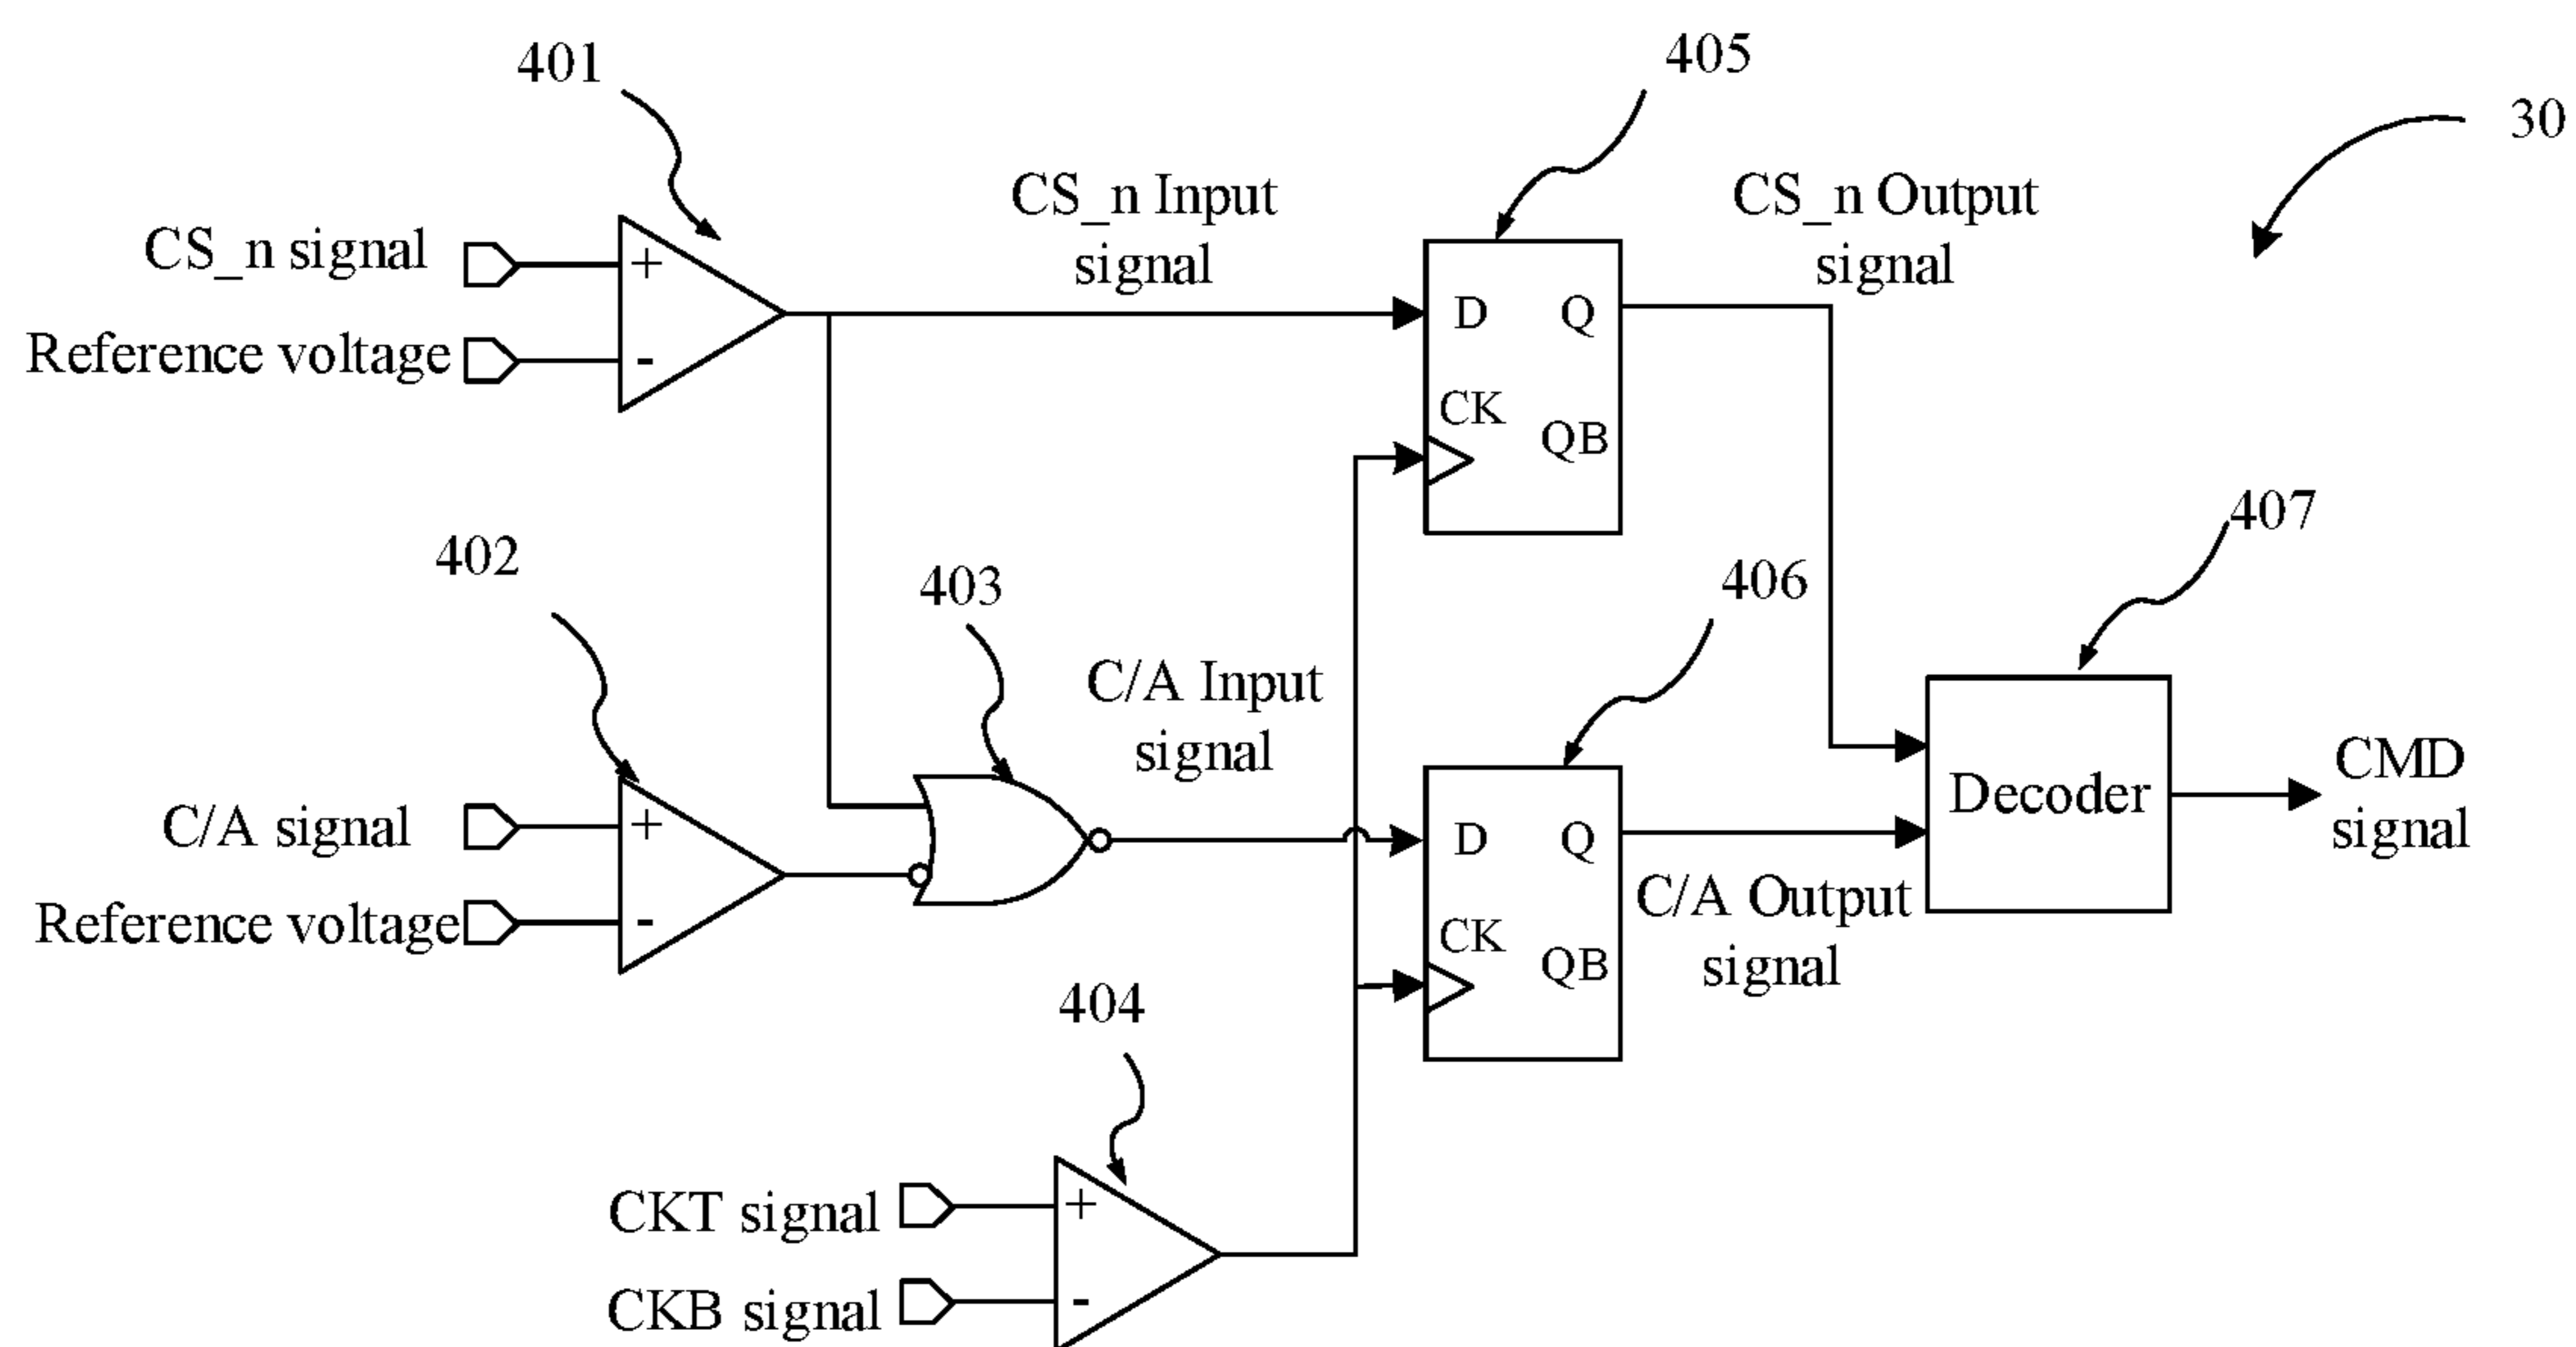 401
405
30
CS_n Input
signal
CS_n Output
signal
CS_n signal
+
Reference voltage
-
D
Q
CK
QB
402
403
406
407
C/A Input
signal
C/A signal
+
Reference voltage
-
D
Q
CK
QB
C/A Output
signal
Decoder
CMD
signal
404
CKT signal
+
CKB signal
-